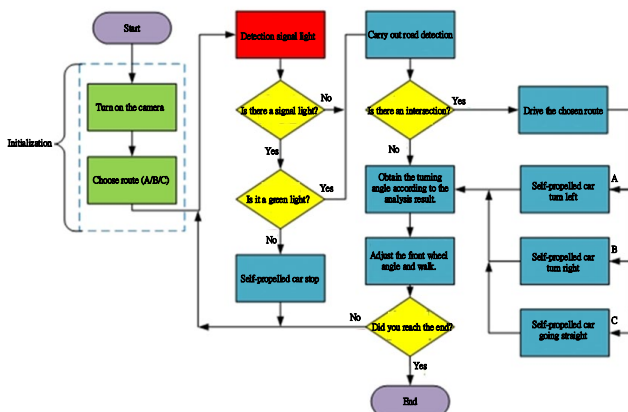 Start
Initialization
Turn on the camera
Choose route (A/B/C)
Detection signal light
Is there a signal light?
No
Yes
Is it a green light?
Yes
No
Self-propelled car stop
Carry out road detection
Is there an intersection?
Yes
No
Obtain the turning
angle according to the
analysis result.
Adjust the front wheel
angle and walk.
Did you reach the end?
No
Yes
End
Drive the chosen route
A
Self-propelled car
turn left
B
Self-propelled car
turn right
C
Self-propelled car
going straight